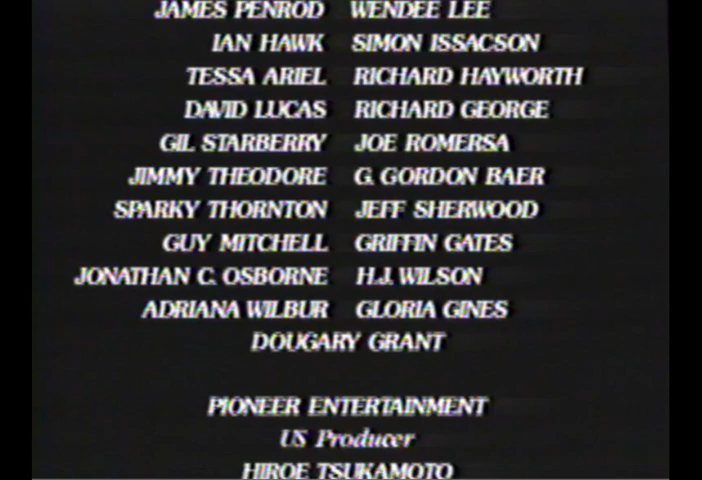 JAMES PENROD WENDEE LEE
IAN HAWK SIMON ISSACSON
TESSA ARIEL RICHARD HAYWORTH
DAVID LUCAS RICHARD GEORGE
GIL STARBERRY JOE ROMERSA
JIMMY THEODORE G. GORDON BAER
SPARKY THORNTON JEFF SHERWOOD
GUY MITCHELL GRIFFIN GATES
JONATHAN C. OSBORNE H.J. WILSON
ADRIANA WILBUR GLORIA GINES
DOUGARY GRANT
PIONEER ENTERTAINMENT
US Producer
HIROE TSUKAMOTO